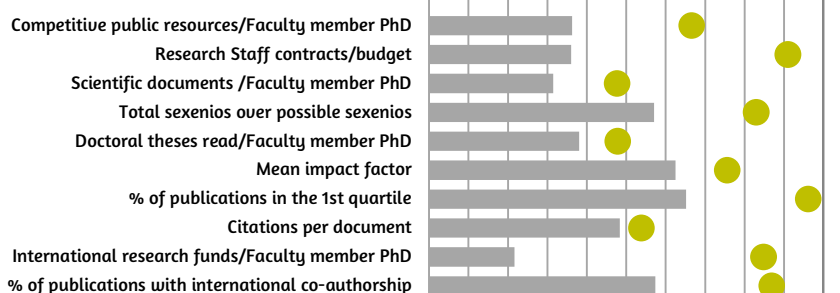 Competitive public resources/Faculty member PhD
Research Staff contracts/budget
Scientific documents /Faculty member PhD
Total sexenios over possible sexenios
Doctoral theses read/Faculty member PhD
Mean impact factor
% of publications in the 1st quartile
Citations per document
International research funds/Faculty member PhD
% of publications with international co-authorship